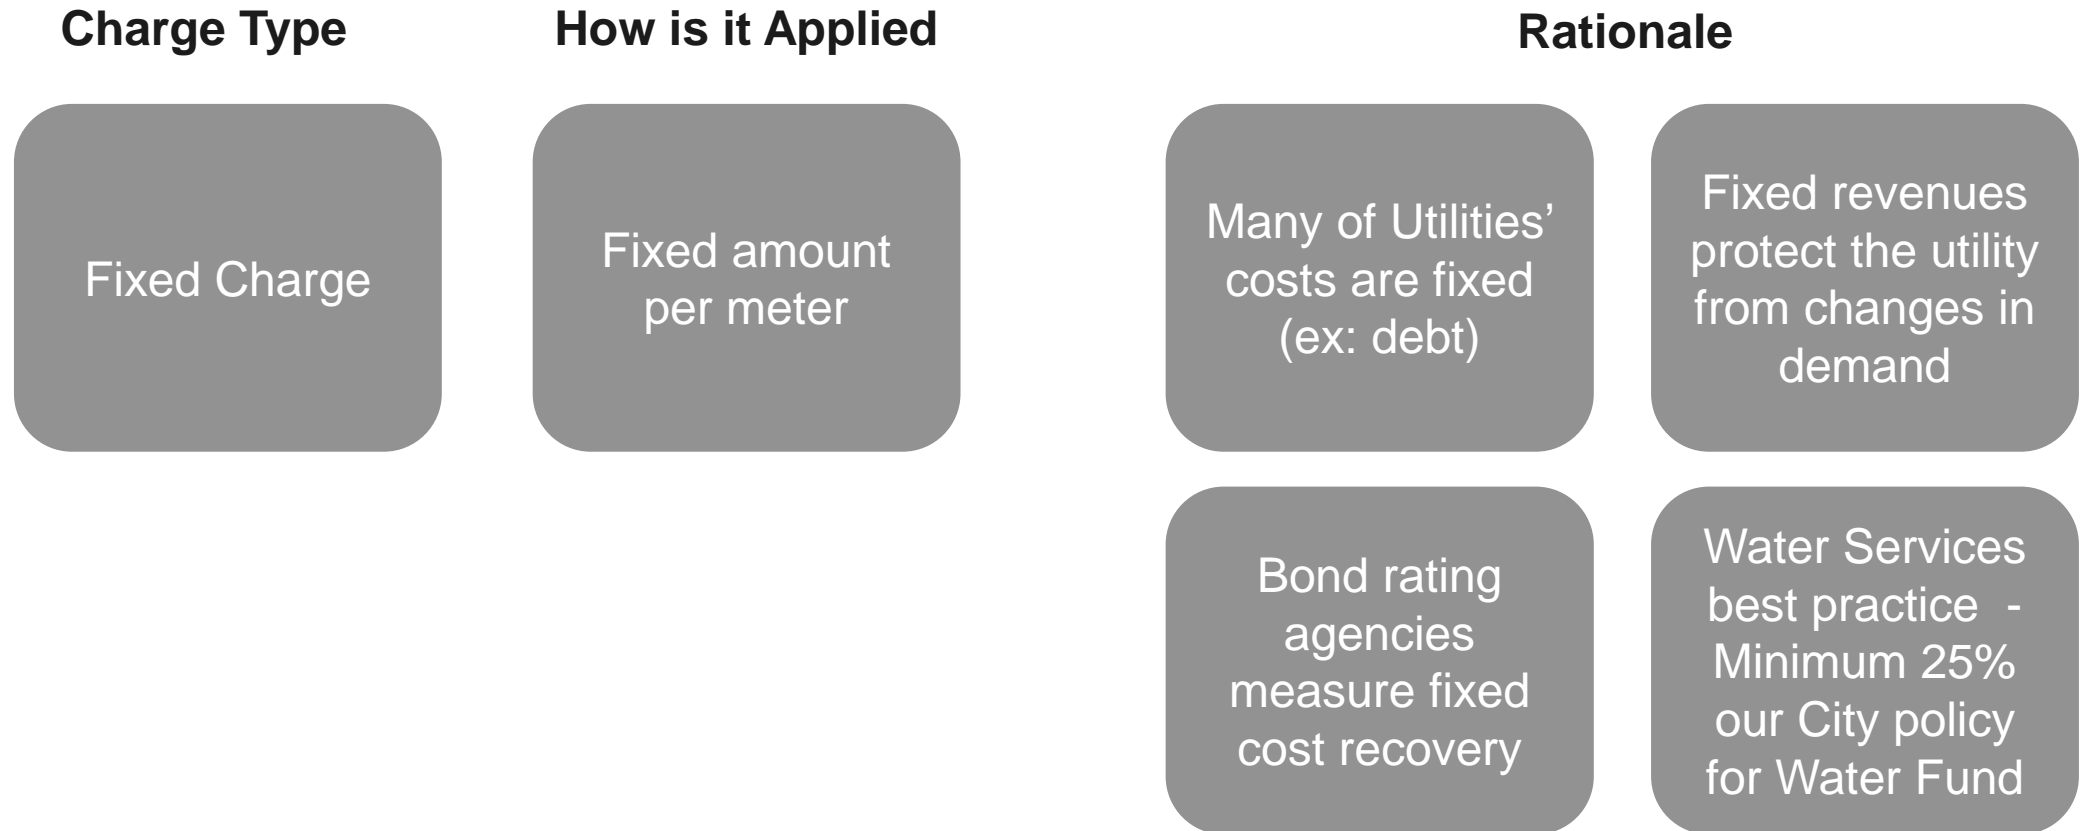 Charge Type
How is it Applied
Rationale
Fixed Charge
Fixed amount
per meter
Many of Utilities’
costs are fixed
(ex: debt)
Fixed revenues
protect the utility
from changes in
demand
Bond rating
agencies
measure fixed
cost recovery
Water Services
best practice  -
Minimum 25%
our City policy
for Water Fund